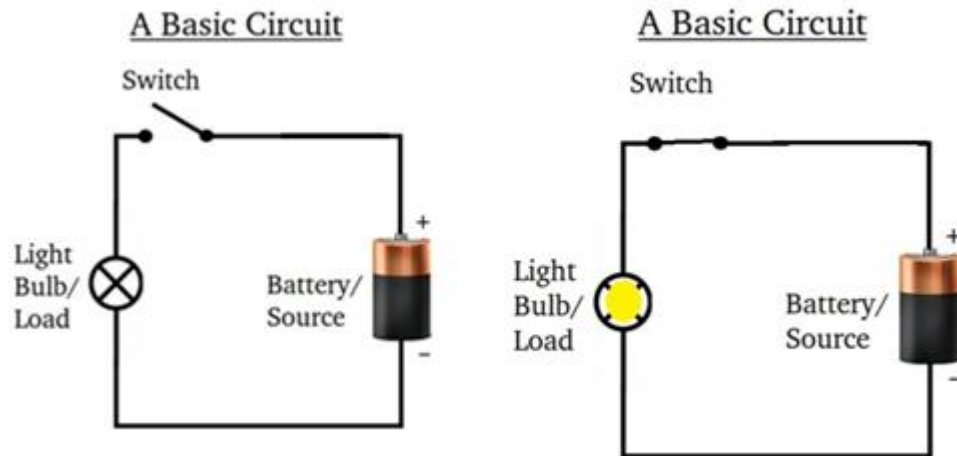 A Basic Circuit
Switch
+
Light
Bulb/
Load
Battery/
Source
−
A Basic Circuit
Switch
+
Light
Bulb/
Load
Battery/
Source
−